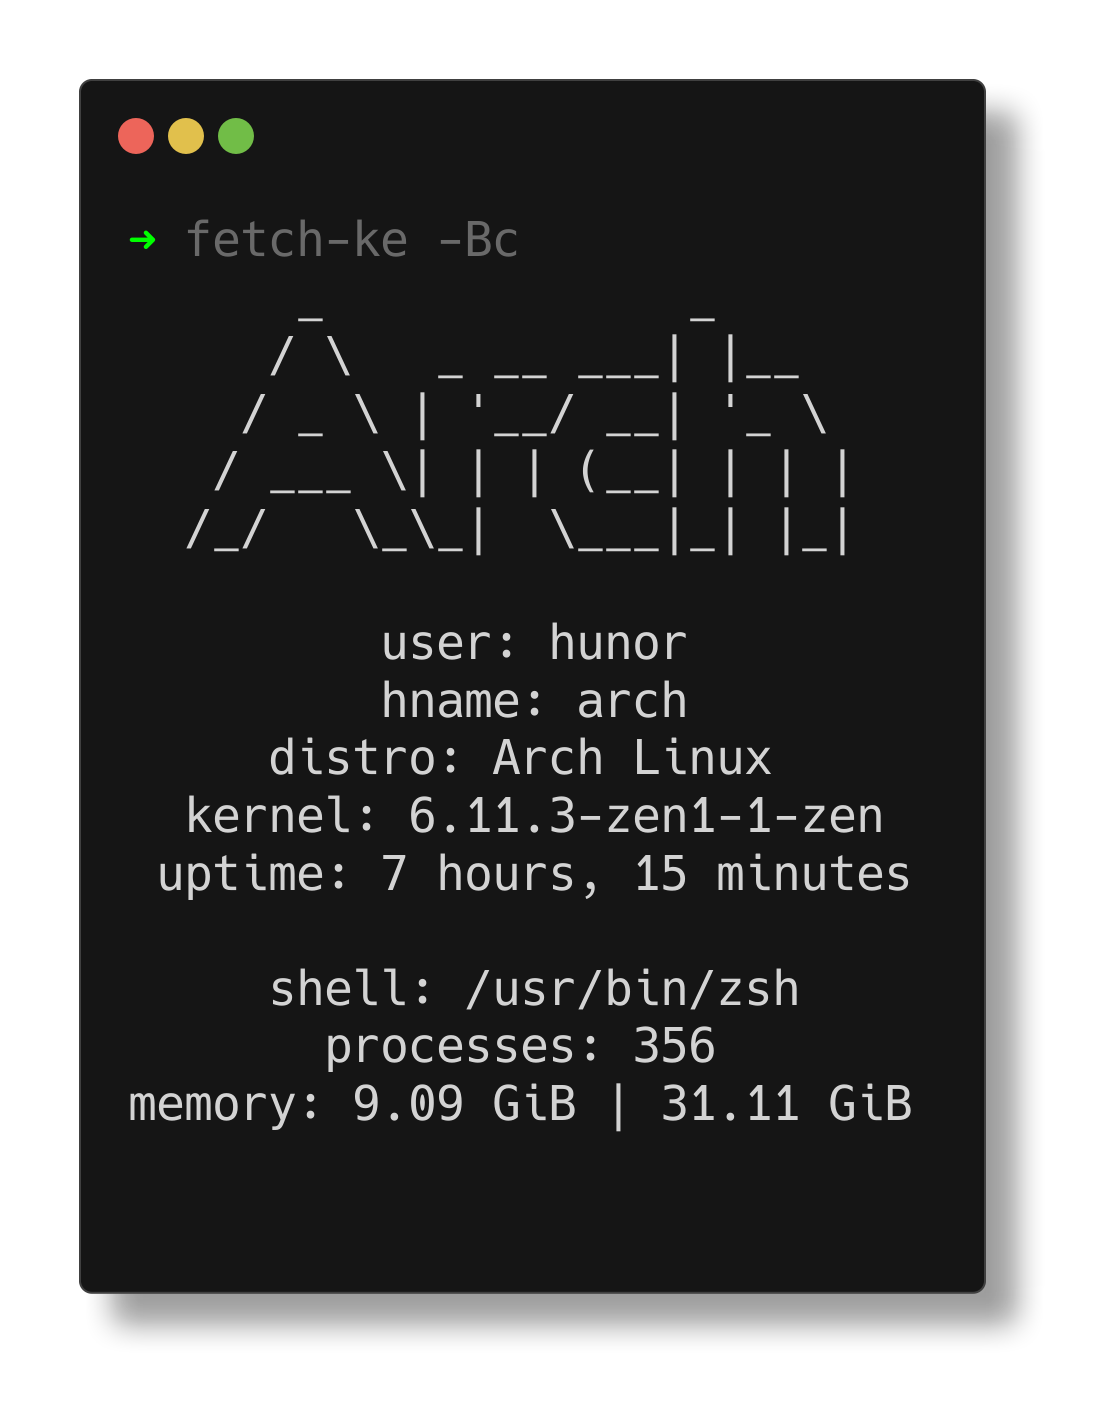 ➜ fetch-ke -Bc
      _             _
     / \   _ __ ___| |__
    / _ \ | '__/ __| '_ \
   / ___ \| | | (__| | | |
  /_/   \_\_|  \___|_| |_|
user: hunor
hname: arch
distro: Arch Linux
kernel: 6.11.3-zen1-1-zen
uptime: 7 hours, 15 minutes
shell: /usr/bin/zsh
processes: 356
memory: 9.09 GiB | 31.11 GiB